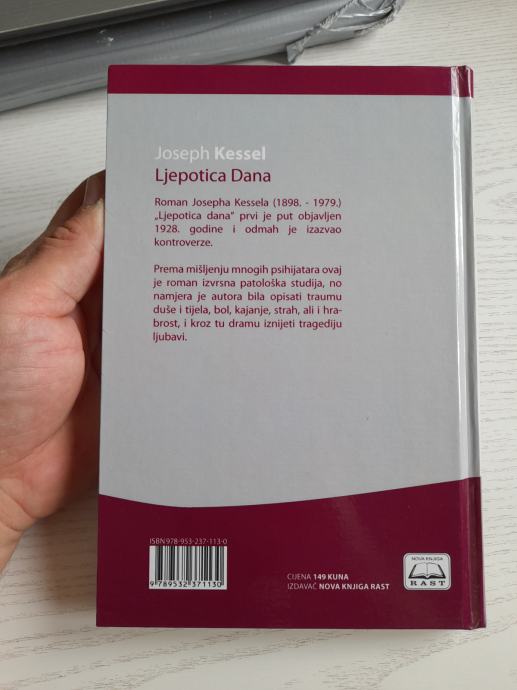 Joseph Kessel
Ljepotica Dana
Roman Josepha Kessela (1898. - 1979.)
„Ljepotica dana“ prvi je put objavljen
1928. godine i odmah je izazvao
kontroverze.
Prema mišljenju mnogih psihijatara ovaj
je roman izvrsna patološka studija, no
namjera je autora bila opisati traumu
duše i tijela, bol, kajanje, strah, ali i hra-
brost, i kroz tu dramu iznijeti tragediju
ljubavi.
ISBN 978-953-237-113-0
9 789532 371130
CIJENA 149 KUNA
IZDAVAČ NOVA KNJIGA RAST
NOVA KNJIGA
RAST